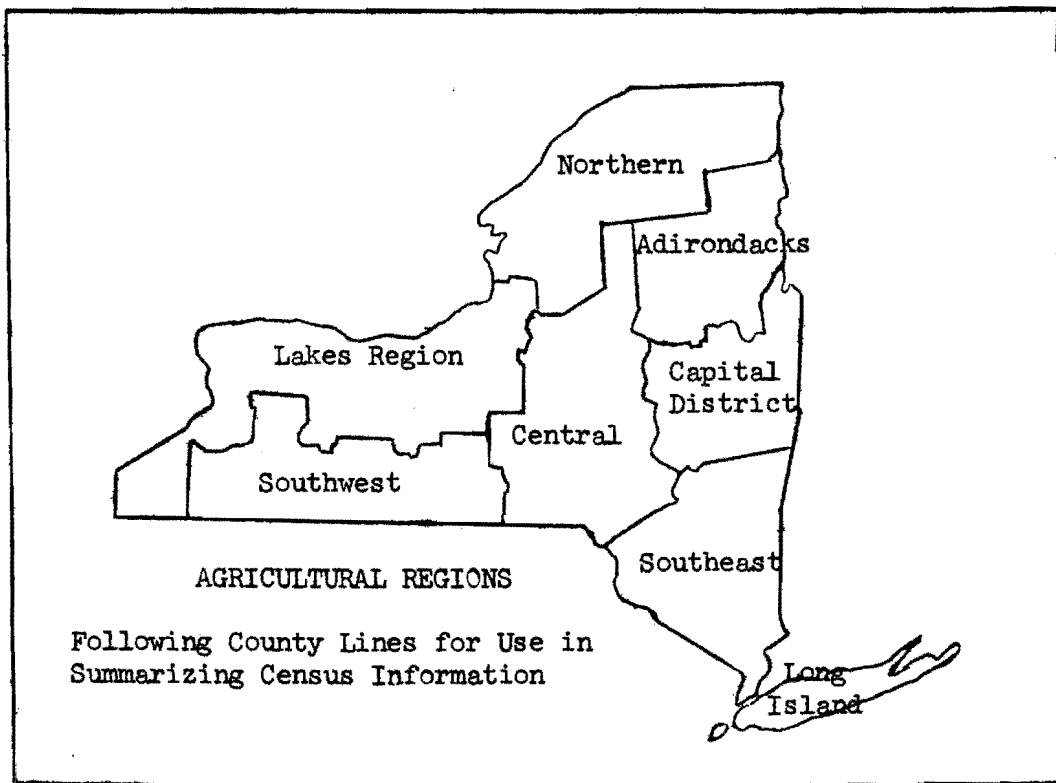 Northern
Adirondacks
Lakes Region
Capital
District
Central
Southwest
Southeast
AGRICULTURAL REGIONS
Following County Lines for Use in
Summarizing Census Information
Long
Island